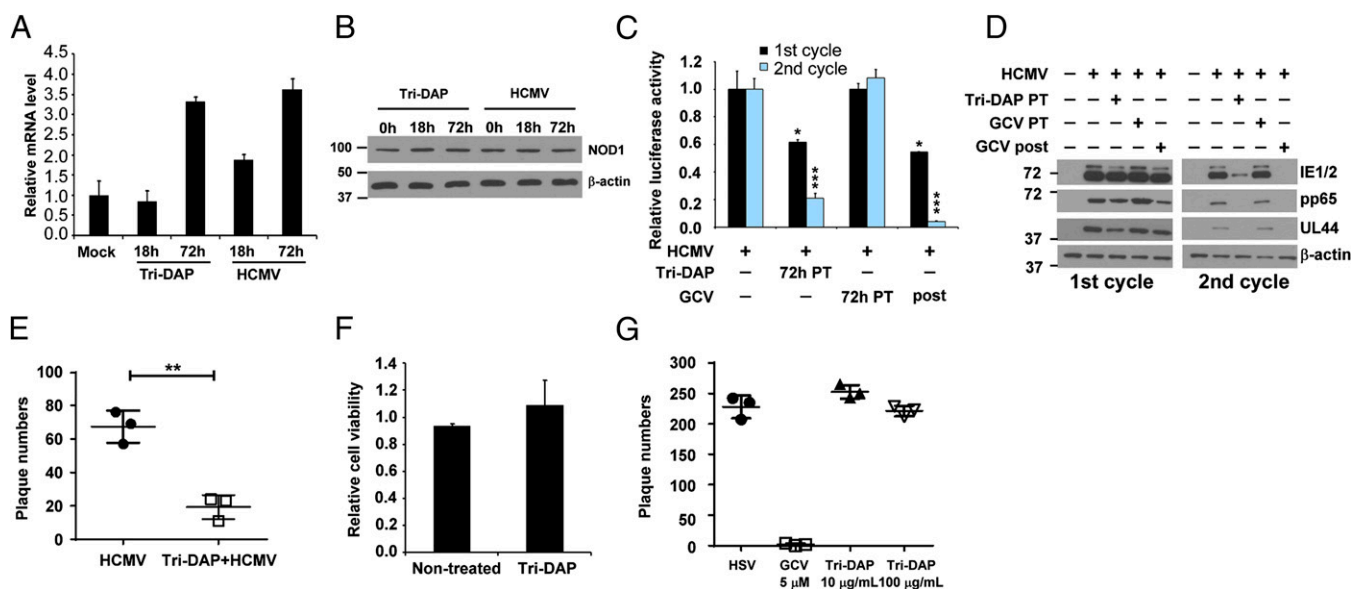 A
Relative mRNA level
4.5
4.0
3.5
3.0
2.5
2.0
1.5
1.0
0.5
0.0
Mock 18h 72h 18h 72h
Tri-DAP HCMV
B
Tri-DAP HCMV
0h 18h 72h 0h 18h 72h
100 NOD1
50
37 β-actin
C
1st cycle
2nd cycle
Relative luciferase activity
1.2
1.0
0.8
0.6
0.4
0.2
0.0
* *** * ***
HCMV + + + +
Tri-DAP – 72h PT – –
GCV – – 72h PT post
D
HCMV – + + + + – + + + +
Tri-DAP PT – – + – – – – + – –
GCV PT – – – + – – – – + –
GCV post – – – – + – – – – +
72 IE1/2
72 pp65
37 UL44
37 β-actin
1st cycle 2nd cycle
E
Plaque numbers
100
80
60
40
20
0
**
HCMV Tri-DAP+HCMV
F
Relative cell viability
1.4
1.2
1.0
0.8
0.6
0.4
0.2
0.0
Non-treated Tri-DAP
G
Plaque numbers
300
250
200
150
100
50
0
HSV GCV Tri-DAP Tri-DAP
5 μM 10 μg/mL 100 μg/mL